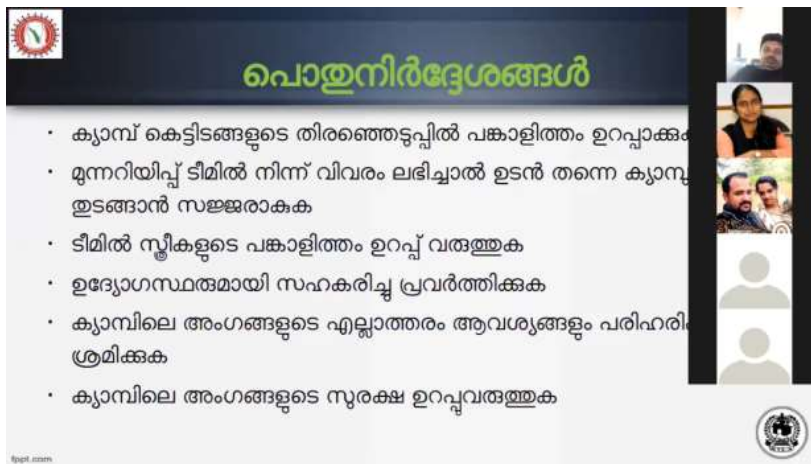 പൊതുനിർദ്ദേശങ്ങൾ
• ക്യാമ്പ് കെട്ടിടങ്ങളുടെ തിരഞ്ഞെടുപ്പിൽ പങ്കാളിത്തം ഉറപ്പാക്കുക
• മുന്നറിയിപ്പ് ടീമിൽ നിന്ന് വിവരം ലഭിച്ചാൽ ഉടൻ തന്നെ
തുടങ്ങാൻ സജ്ജരാകുക
• ടീമിൽ സ്ത്രീകളുടെ പങ്കാളിത്തം ഉറപ്പ് വരുത്തുക
• ഉദ്യോഗസ്ഥരുമായി സഹകരിച്ചു പ്രവർത്തിക്കുക
• ക്യാമ്പിലെ അംഗങ്ങളുടെ എല്ലാത്തരം ആവശ്യങ്ങളും
ശ്രമിക്കുക
• ക്യാമ്പിലെ അംഗങ്ങളുടെ സുരക്ഷ ഉറപ്പുവരുത്തുക
fppt.com